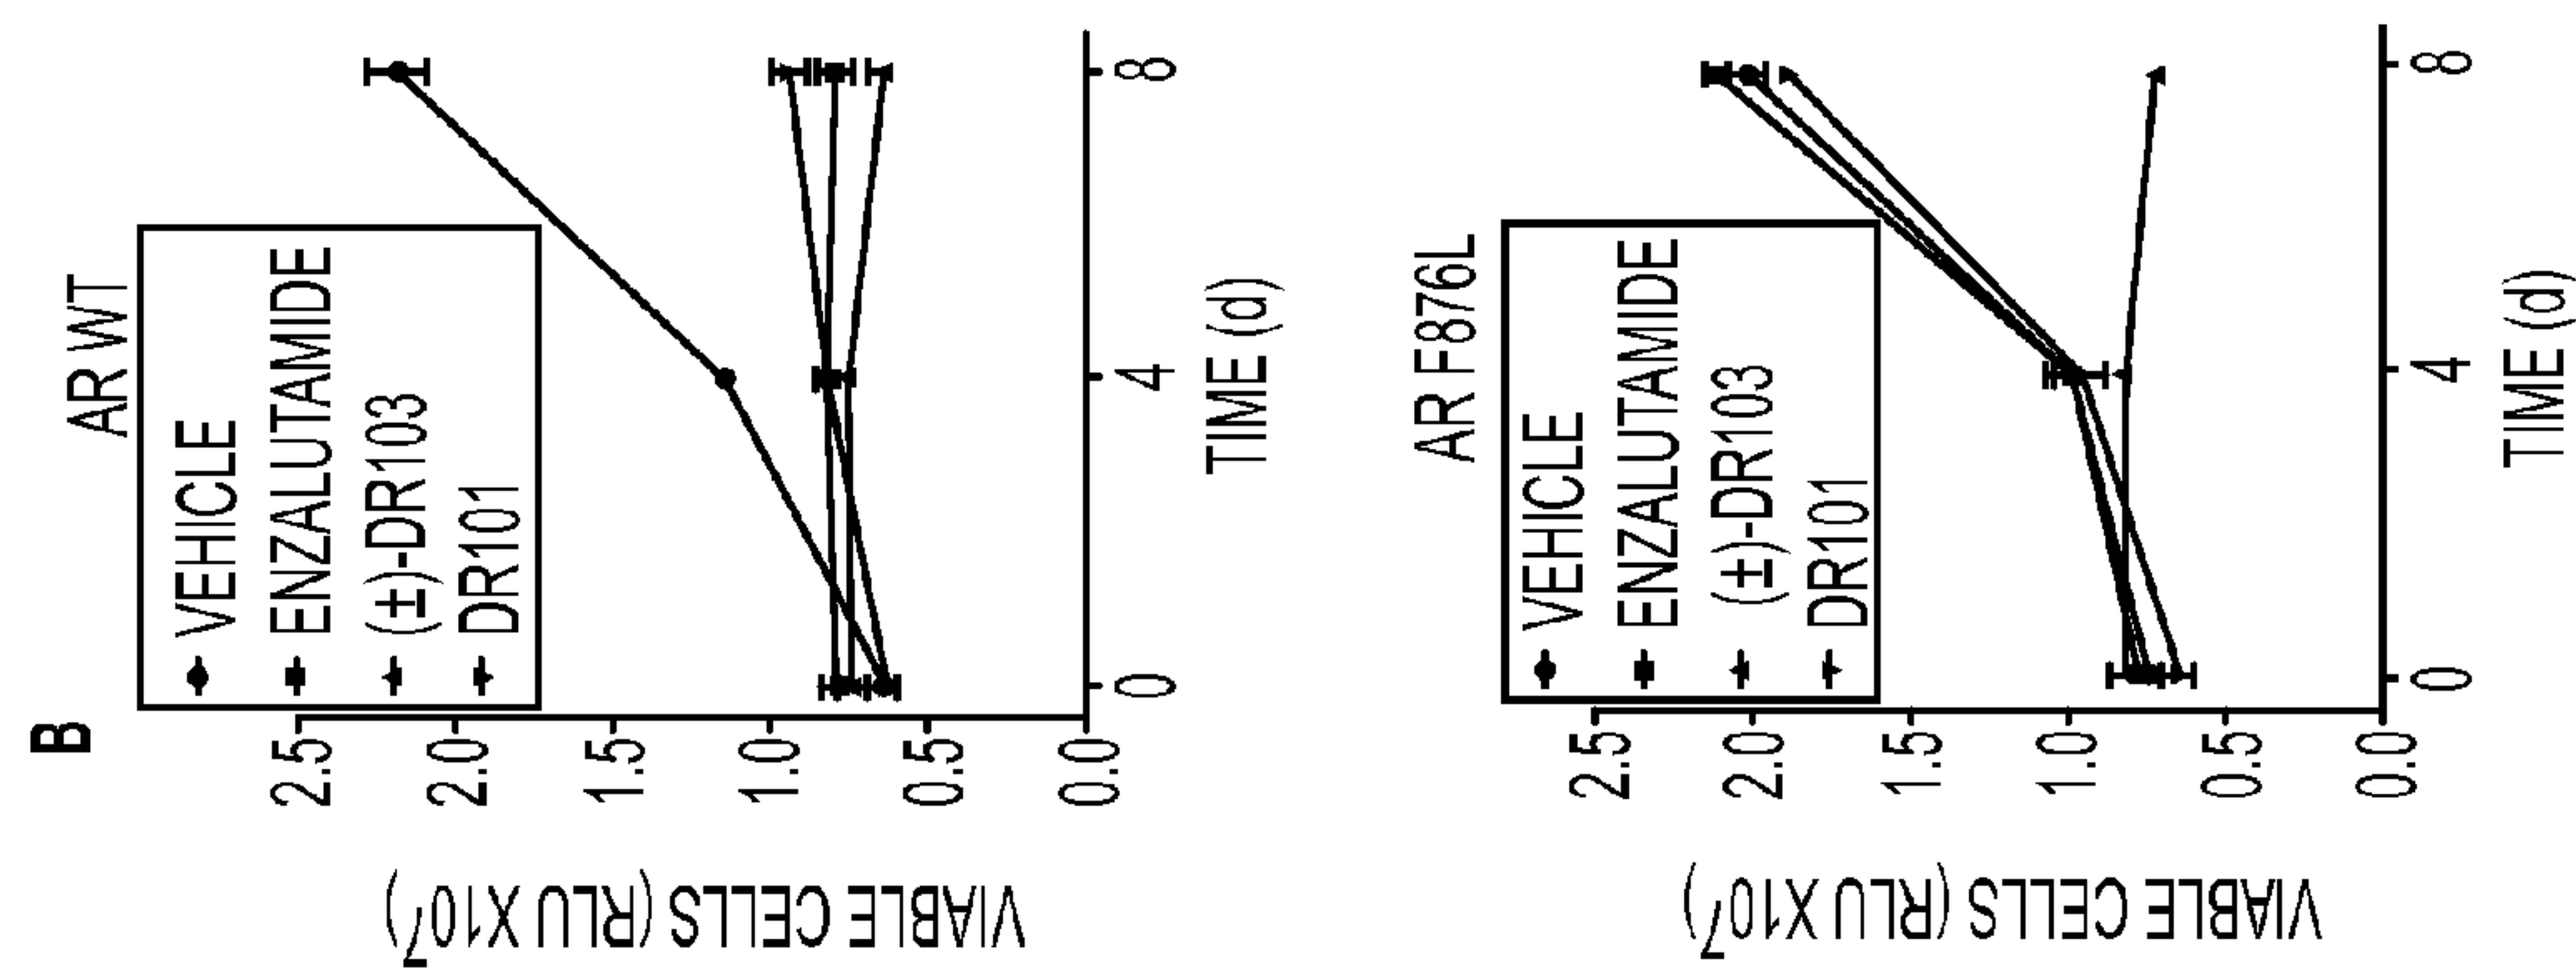 B
AR WT
VEHICLE
ENZALUTAMIDE
(±)-DR103
DR101
2.5
2.0
1.5
1.0
0.5
0.0
VIABLE CELLS (RLU X10⁷)
0 4 8
TIME (d)
AR F876L
VEHICLE
ENZALUTAMIDE
(±)-DR103
DR101
2.5
2.0
1.5
1.0
0.5
0.0
VIABLE CELLS (RLU X10⁷)
0 4 8
TIME (d)